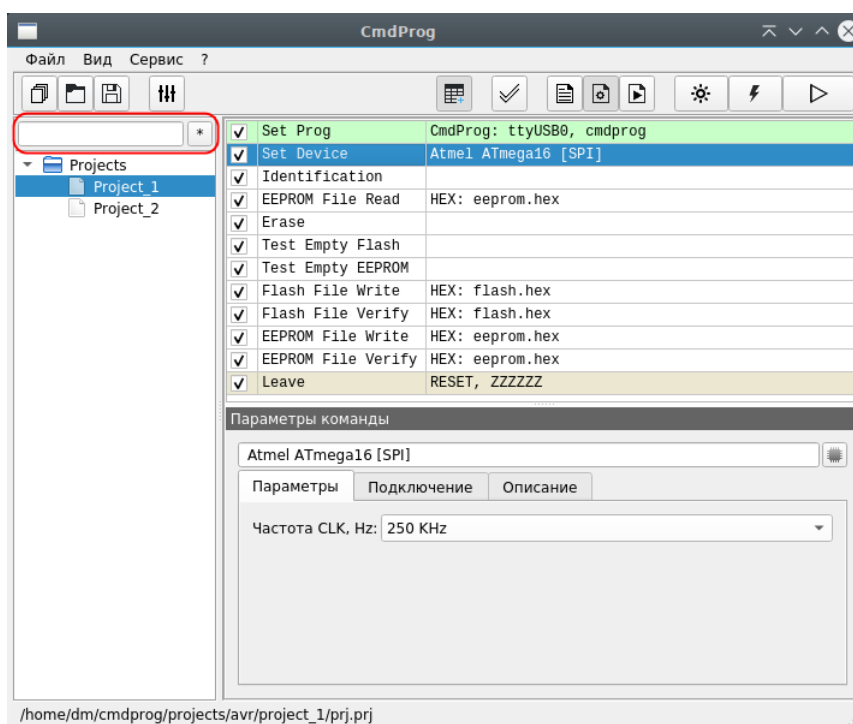 CmdProg
Файл Вид Сервис ?
*
Projects
Project_1
Project_2
Set Prog CmdProg: ttyUSB0, cmdprog
Set Device Atmel ATmega16 [SPI]
Identification
EEPROM File Read HEX: eeprom.hex
Erase
Test Empty Flash
Test Empty EEPROM
Flash File Write HEX: flash.hex
Flash File Verify HEX: flash.hex
EEPROM File Write HEX: eeprom.hex
EEPROM File Verify HEX: eeprom.hex
Leave RESET, ZZZZZZ
Параметры команды
Atmel ATmega16 [SPI]
Параметры Подключение Описание
Частота CLK, Hz: 250 KHz
/home/dm/cmdprog/projects/avr/project_1/prj.prj